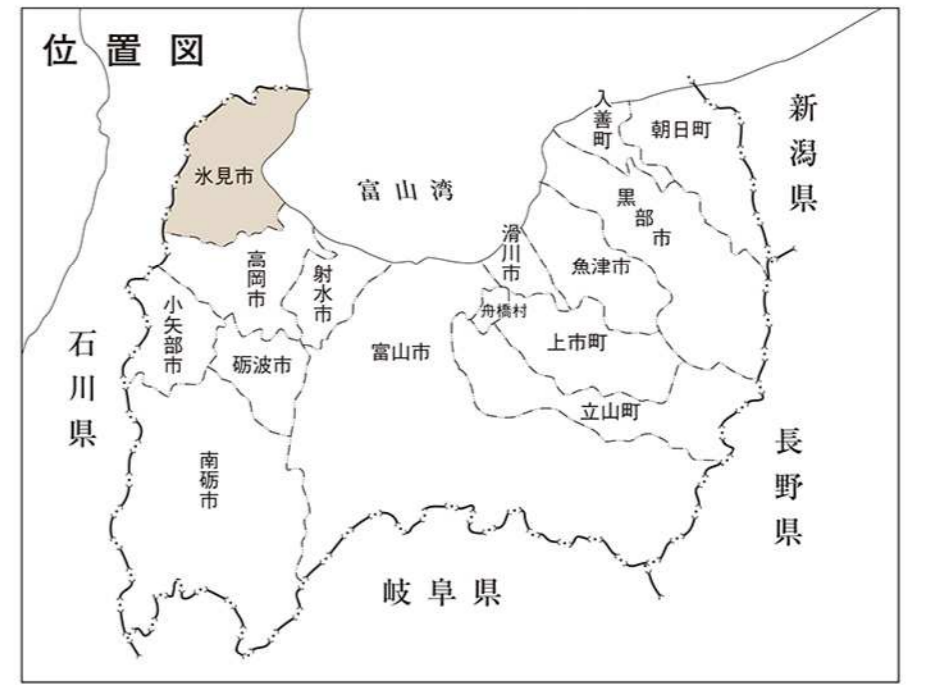 位置図
入善町
朝日町
新潟県
氷見市
富山湾
黒部市
滑川市
魚津市
高岡市
射水市
小矢部市
舟橋村
石川県
砺波市
富山市
上市町
立山町
南砺市
長野県
岐阜県